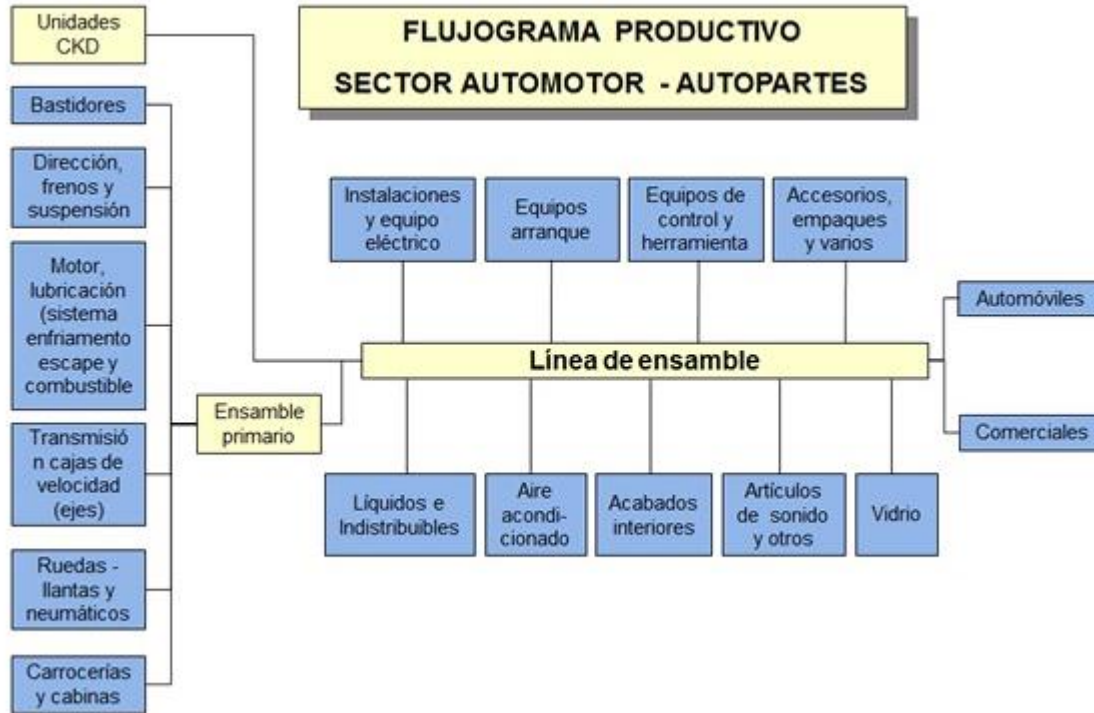 Unidades
CKD
FLUJOGRAMA PRODUCTIVO
SECTOR AUTOMOTOR - AUTOPARTES
Bastidores
Dirección,
frenos y
suspensión
Motor,
lubricación
(sistema
enfriamento
escape y
combustible
Transmisió
n cajas de
velocidad
(ejes)
Ruedas -
llantas y
neumáticos
Carrocerías
y cabinas
Ensamble
primario
Instalaciones
y equipo
eléctrico
Equipos
arranque
Equipos de
control y
herramienta
Accesorios,
empaques
y varios
Línea de ensamble
Líquidos e
Indistribuibles
Aire
acondi-
cionado
Acabados
interiores
Artículos
de sonido
y otros
Vidrio
Automóviles
Comerciales